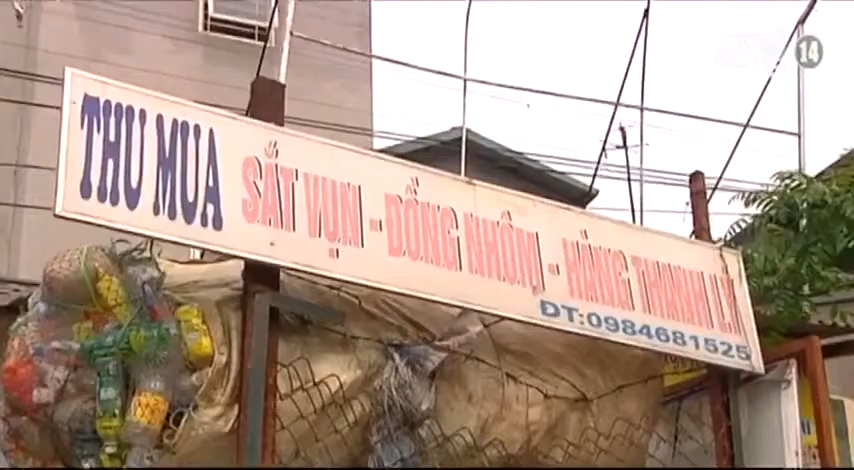 14
THU MUA SẮT VỤN - ĐỒNG NHÔM - HÀNG THANH LÝ
ĐT:0984681525